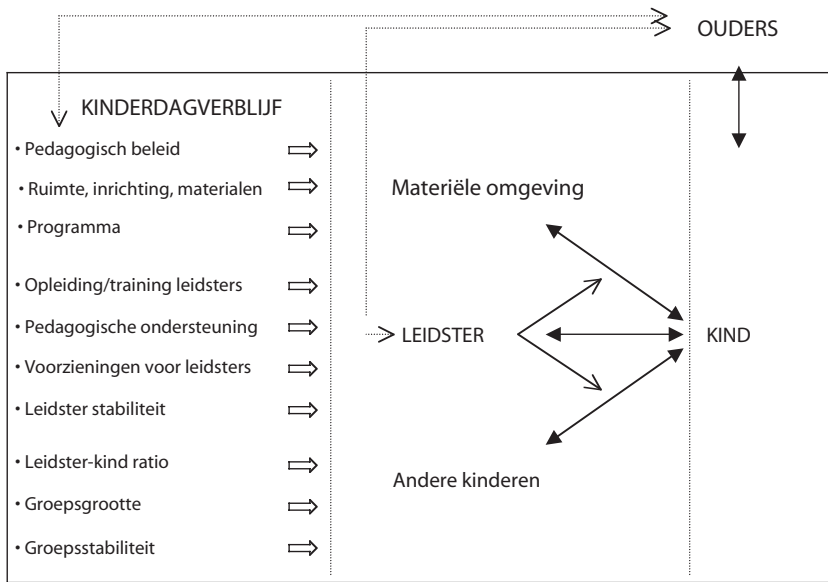 OUDERS
KINDERDAGVERBLIJF
• Pedagogisch beleid
• Ruimte, inrichting, materialen
• Programma
• Opleiding/training leidsters
• Pedagogische ondersteuning
• Voorzieningen voor leidsters
• Leidster stabiliteit
• Leidster-kind ratio
• Groepsgrootte
• Groepsstabiliteit
Materiële omgeving
LEIDSTER
Andere kinderen
KIND